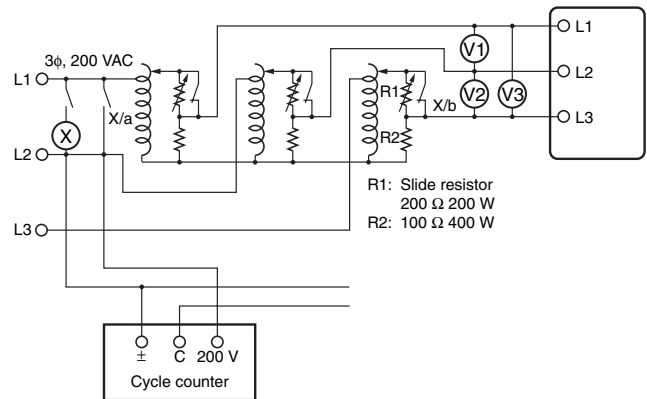 3ϕ, 200 VAC
L1
L2
L3
X
X/a
R1
R2
X/b
V1
V2
V3
L1
L2
L3
R1: Slide resistor
200 Ω 200 W
R2: 100 Ω 400 W
± C 200 V
Cycle counter